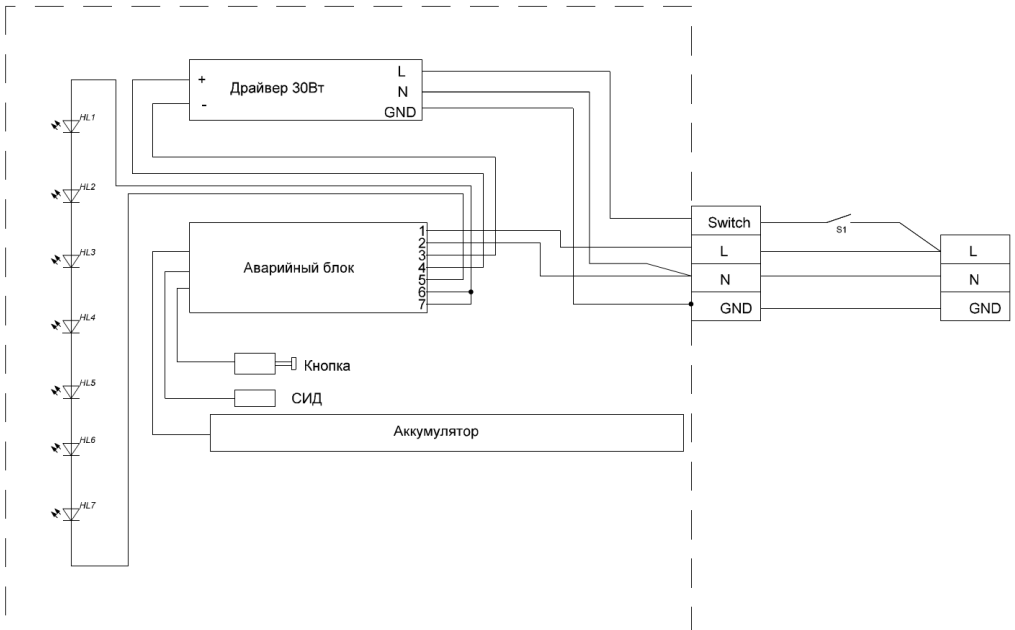 +
-
Драйвер 30Вт
L
N
GND
HL1
HL2
HL3
HL4
HL5
HL6
HL7
Аварийный блок
1
2
3
4
5
6
7
Кнопка
СИД
Аккумулятор
Switch
L
N
GND
S1
L
N
GND